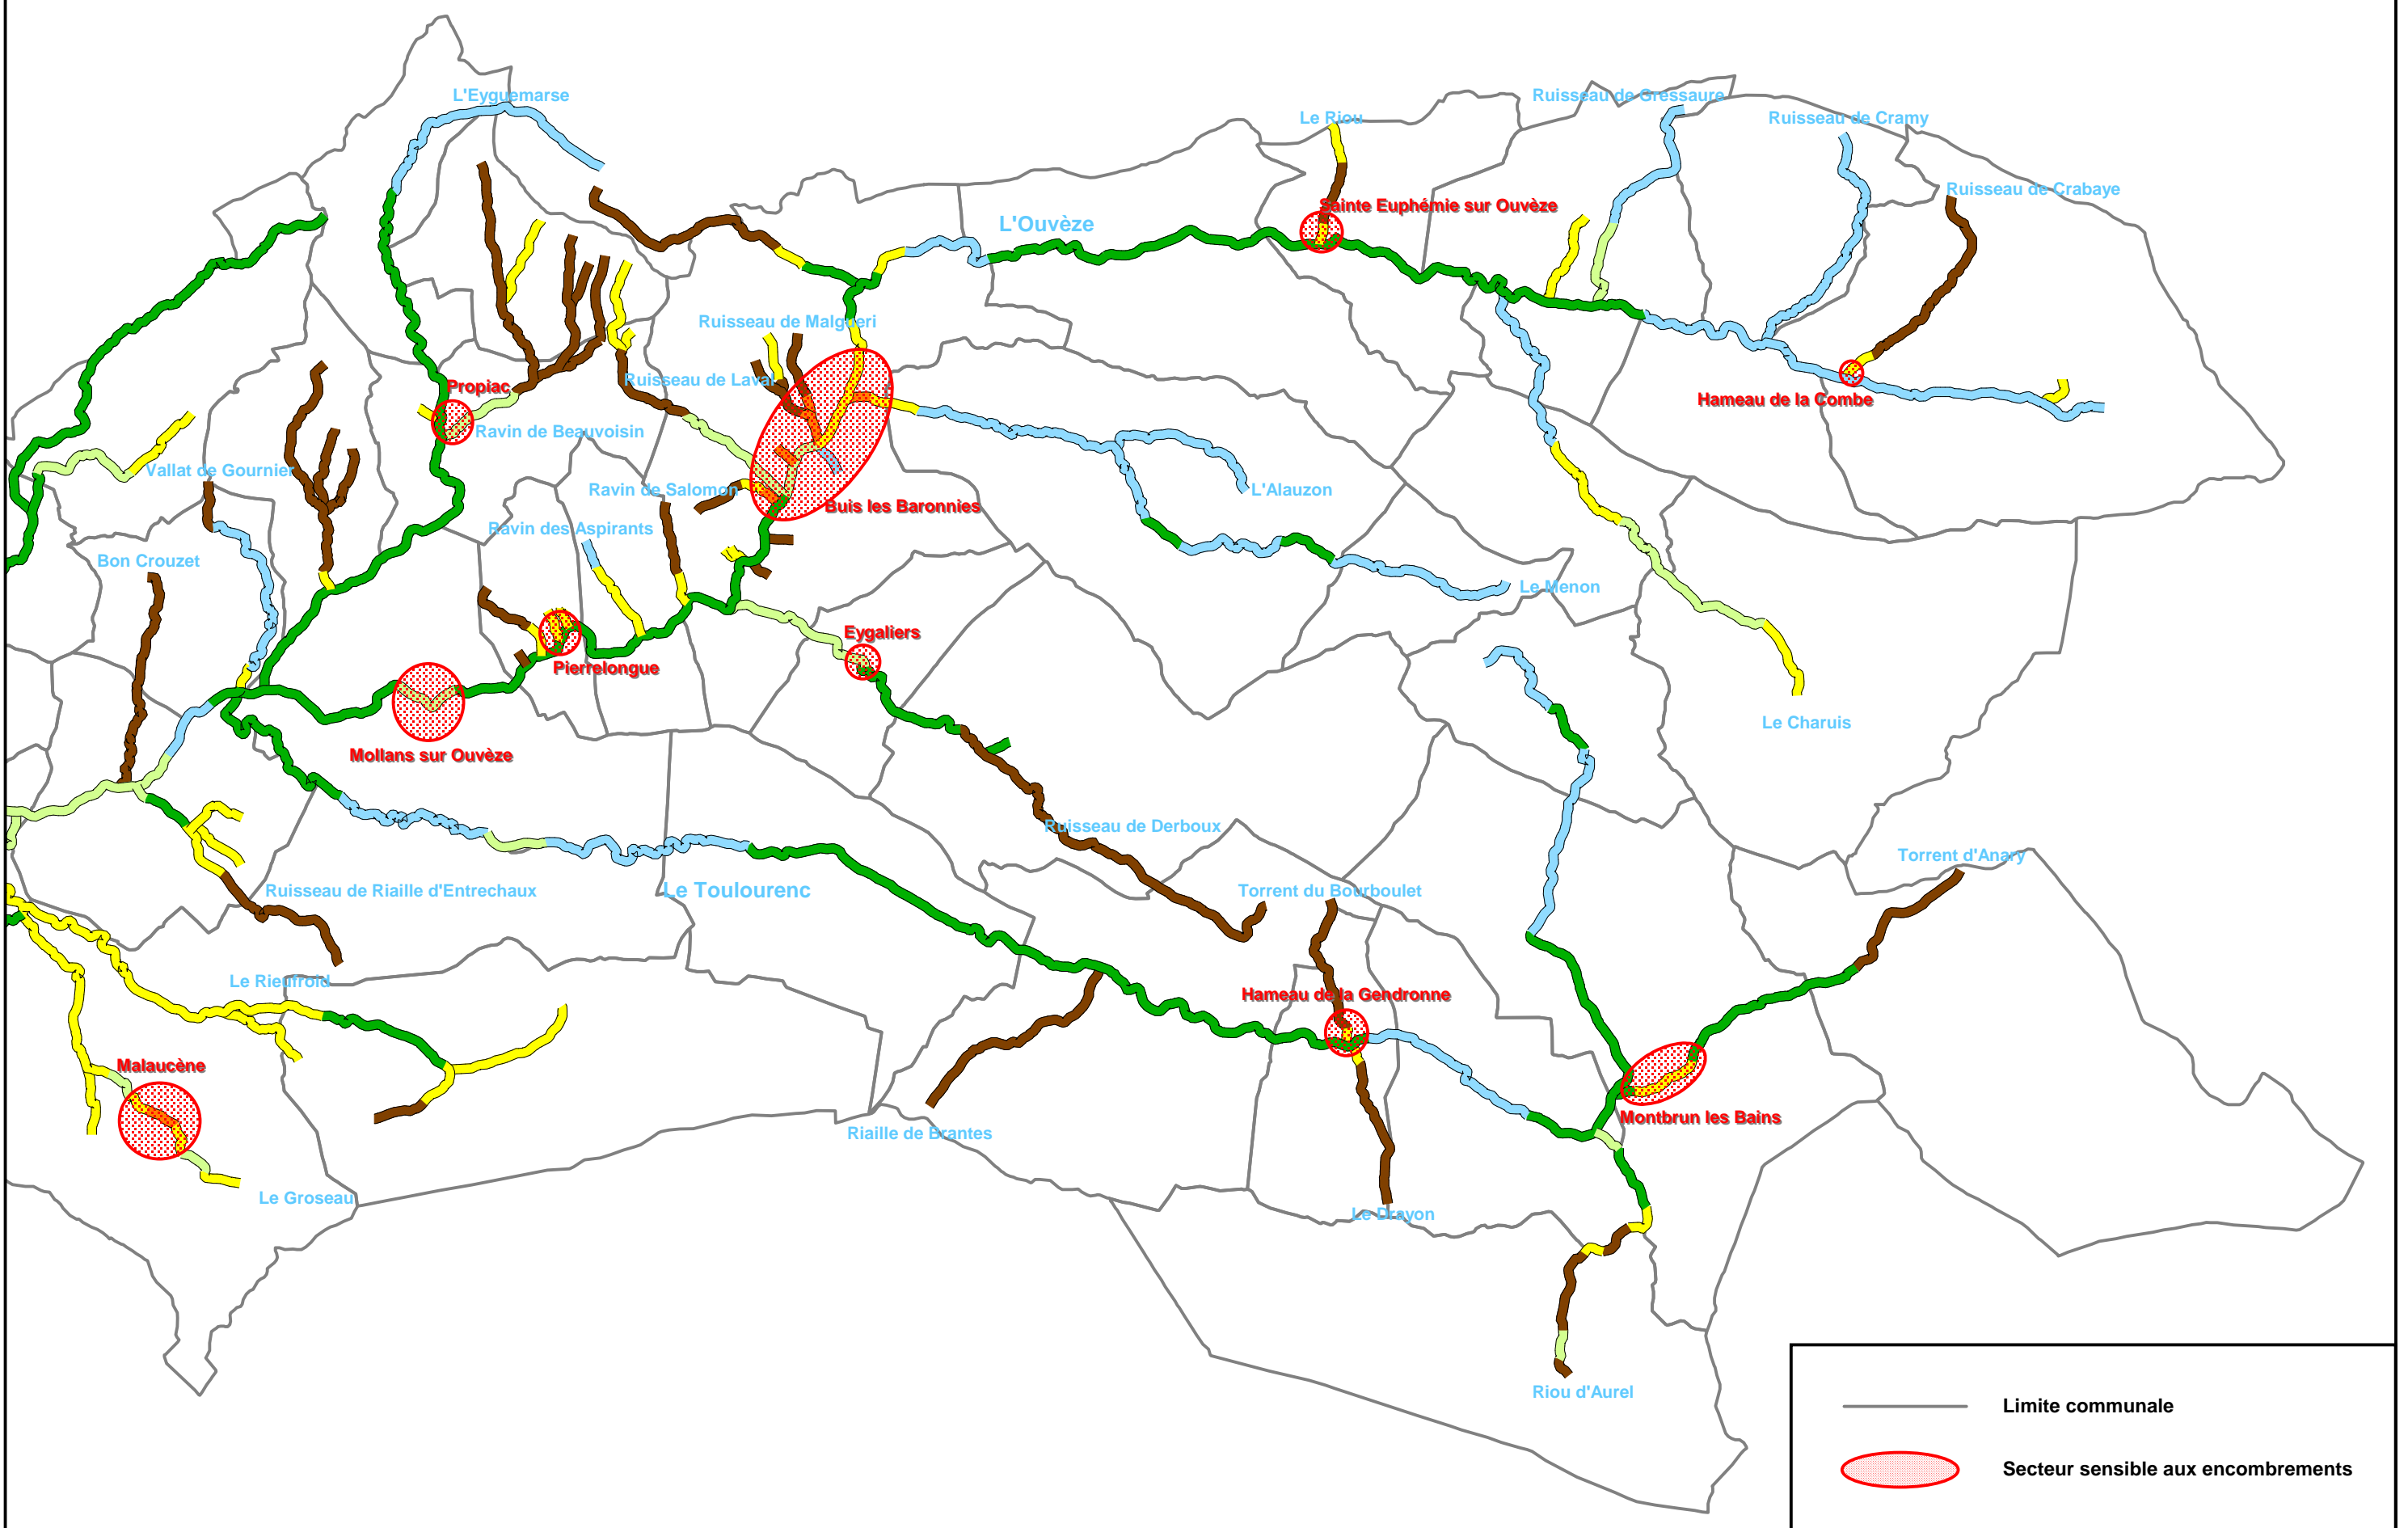 L'Eyguemarse
Ruisseau de Gressaure
Le Riou
Ruisseau de Cramy
Ruisseau de Crabaye
Sainte Euphémie sur Ouvèze
L'Ouvèze
Ruisseau de Malgueri
Ruisseau de Laval
Propiac
Hameau de la Combe
Ravin de Beauvoisin
Vallat de Gournier
Ravin de Salomon
L'Alauzon
Buis les Baronnies
Ravin des Aspirants
Bon Crouzet
Le Menon
Eygaliers
Pierrelongue
Le Charuis
Mollans sur Ouvèze
Ruisseau de Derboux
Torrent d'Anary
Ruisseau de Riaille d'Entrechaux
Le Toulourenc
Torrent du Bourboulet
Le Rieufroid
Hameau de la Gendronne
Malaucène
Montbrun les Bains
Riaille de Brantes
Le Groseau
Le Drayon
Riou d'Aurel
Limite communale
Secteur sensible aux encombrements